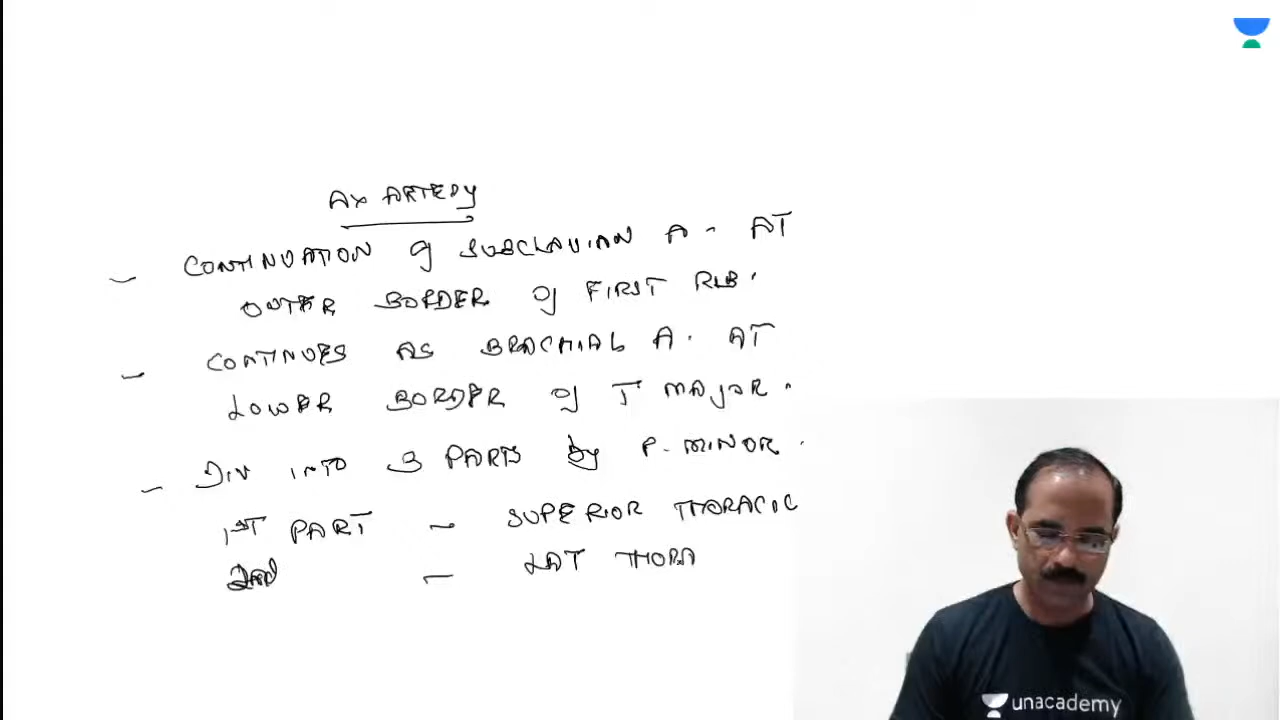 AX ARTERY
- CONTINUATION of SUBCLAVIAN A. AT
OUTER BORDER of FIRST RIB.
- CONTINUES AS BRACHIAL A. AT
LOWER BORDER of T MAJOR.
- DIV INTO 3 PARTS by P. MINOR.
1ST PART - SUPERIOR THORACIC
2nd - LAT THORA
unacademy